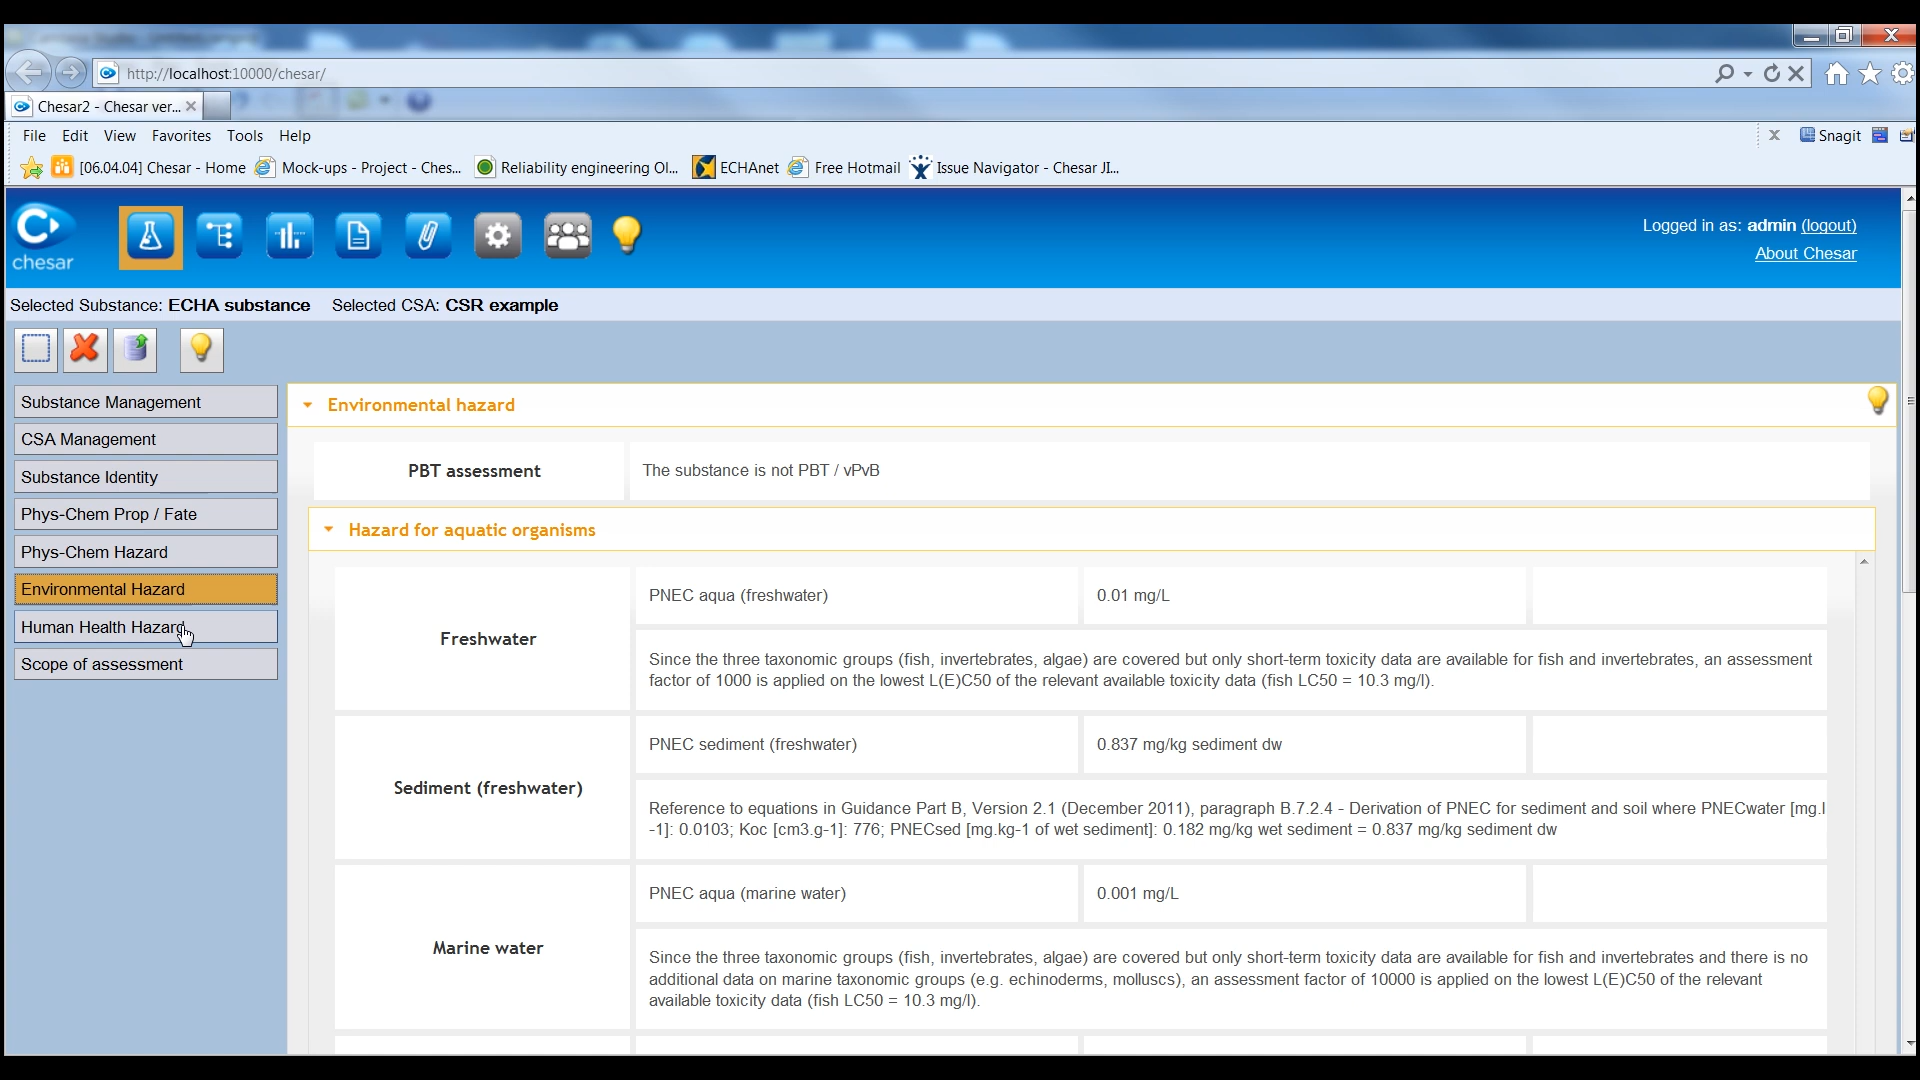 http://localhost:10000/chesar/
Chesar2 - Chesar ver...
File Edit View Favorites Tools Help
Snagit
[06.04.04] Chesar - Home
Mock-ups - Project - Ches...
Reliability engineering Ol...
ECHAnet
Free Hotmail
Issue Navigator - Chesar JI...
chesar
Logged in as: admin (logout)
About Chesar
Selected Substance: ECHA substance Selected CSA: CSR example
Substance Management
CSA Management
Substance Identity
Phys-Chem Prop / Fate
Phys-Chem Hazard
Environmental Hazard
Human Health Hazard
Scope of assessment
Environmental hazard
PBT assessment
The substance is not PBT / vPvB
Hazard for aquatic organisms
Freshwater
PNEC aqua (freshwater)
0.01 mg/L
Since the three taxonomic groups (fish, invertebrates, algae) are covered but only short-term toxicity data are available for fish and invertebrates, an assessment
factor of 1000 is applied on the lowest L(E)C50 of the relevant available toxicity data (fish LC50 = 10.3 mg/l).
Sediment (freshwater)
PNEC sediment (freshwater)
0.837 mg/kg sediment dw
Reference to equations in Guidance Part B, Version 2.1 (December 2011), paragraph B.7.2.4 - Derivation of PNEC for sediment and soil where PNECwater [mg.l
-1]: 0.0103; Koc [cm3.g-1]: 776; PNECsed [mg.kg-1 of wet sediment]: 0.182 mg/kg wet sediment = 0.837 mg/kg sediment dw
Marine water
PNEC aqua (marine water)
0.001 mg/L
Since the three taxonomic groups (fish, invertebrates, algae) are covered but only short-term toxicity data are available for fish and invertebrates and there is no
additional data on marine taxonomic groups (e.g. echinoderms, molluscs), an assessment factor of 10000 is applied on the lowest L(E)C50 of the relevant
available toxicity data (fish LC50 = 10.3 mg/l).